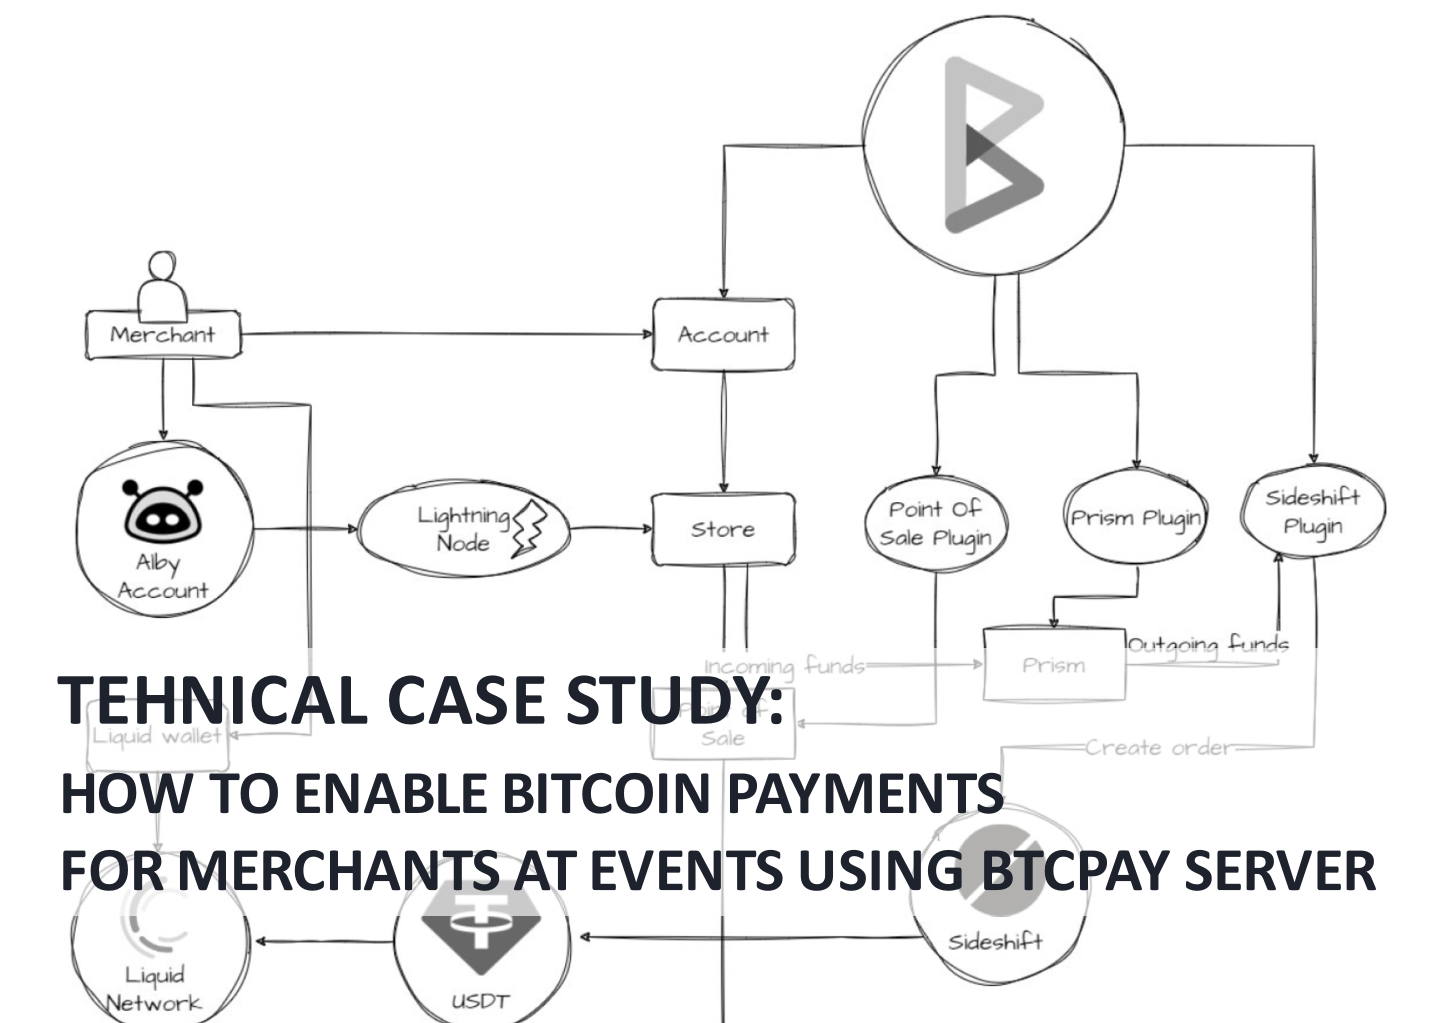 Merchant
Account
Alby
Account
Lightning
Node
Store
Point Of
Sale Plugin
Prism Plugin
Sideshift
Plugin
Outgoing funds
Incoming funds
Prism
TEHNICAL CASE STUDY:
Point of
Sale
Liquid wallet
Create order
HOW TO ENABLE BITCOIN PAYMENTS
FOR MERCHANTS AT EVENTS USING BTCPAY SERVER
Sideshift
Liquid
Network
USDT